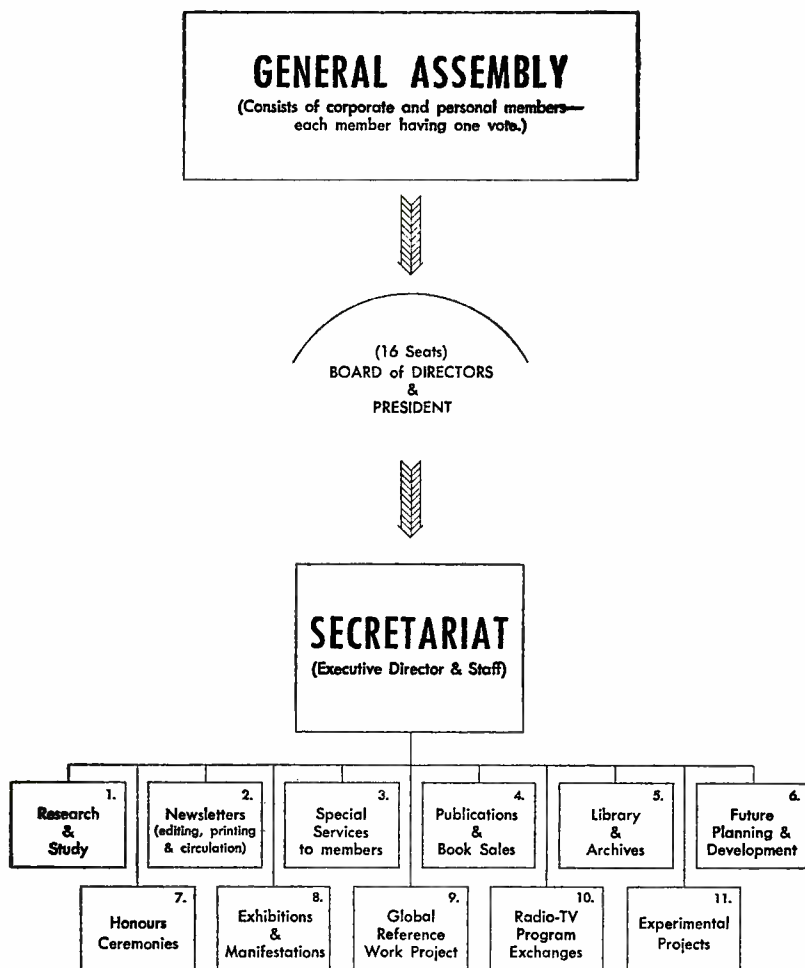 GENERAL ASSEMBLY
(Consists of corporate and personal members—
each member having one vote.)
(16 Seats)
BOARD of DIRECTORS
&
PRESIDENT
SECRETARIAT
(Executive Director & Staff)
1.
Research
&
Study
2.
Newsletters
(editing, printing
& circulation)
3.
Special
Services
to members
4.
Publications
&
Book Sales
5.
Library
&
Archives
6.
Future
Planning &
Development
7.
Honours
Ceremonies
8.
Exhibitions
&
Manifestations
9.
Global
Reference
Work Project
10.
Radio-TV
Program
Exchanges
11.
Experimental
Projects